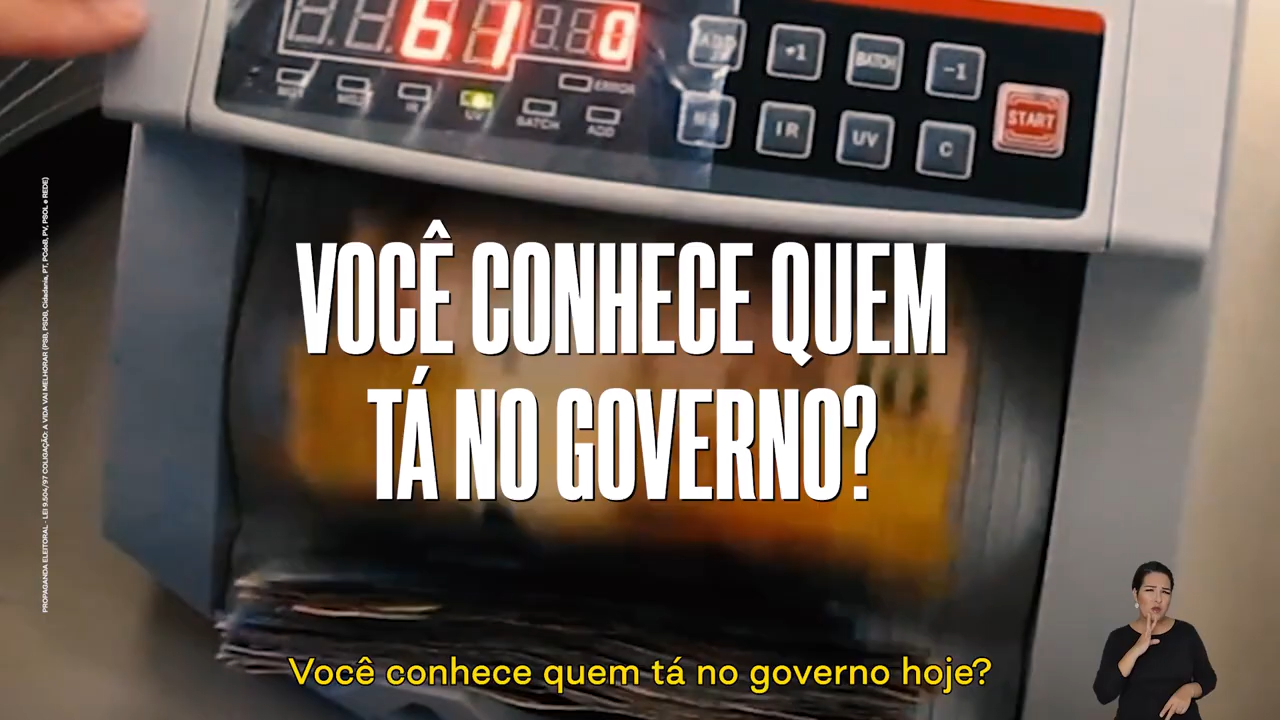 61 0
ERROR
UV
BATCH
ADD
+1
BATCH
-1
START
IR
UV
C
VOCÊ CONHECE QUEM
TÁ NO GOVERNO?
Você conhece quem tá no governo hoje?
PROPAGANDA ELEITORAL - LEI 9.504/97 COLIGAÇÃO: A VIDA VAI MELHORAR (PSB, PSDB, Cidadania, PT, PCdoB, PV, PSOL e REDE)